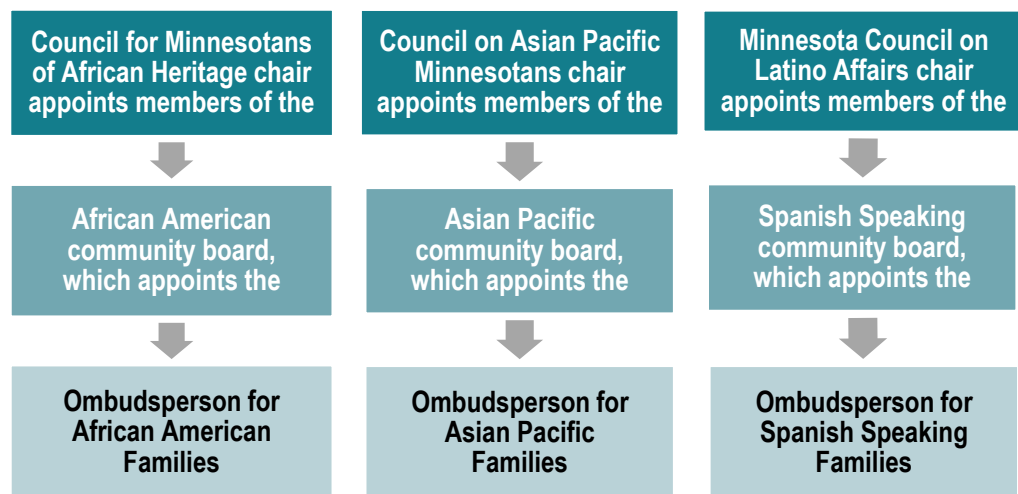 Council for Minnesotans
of African Heritage chair
appoints members of the
African American
community board,
which appoints the
Ombudsperson for
African American
Families
Council on Asian Pacific
Minnesotans chair
appoints members of the
Asian Pacific
community board,
which appoints the
Ombudsperson for
Asian Pacific
Families
Minnesota Council on
Latino Affairs chair
appoints members of the
Spanish Speaking
community board,
which appoints the
Ombudsperson for
Spanish Speaking
Families